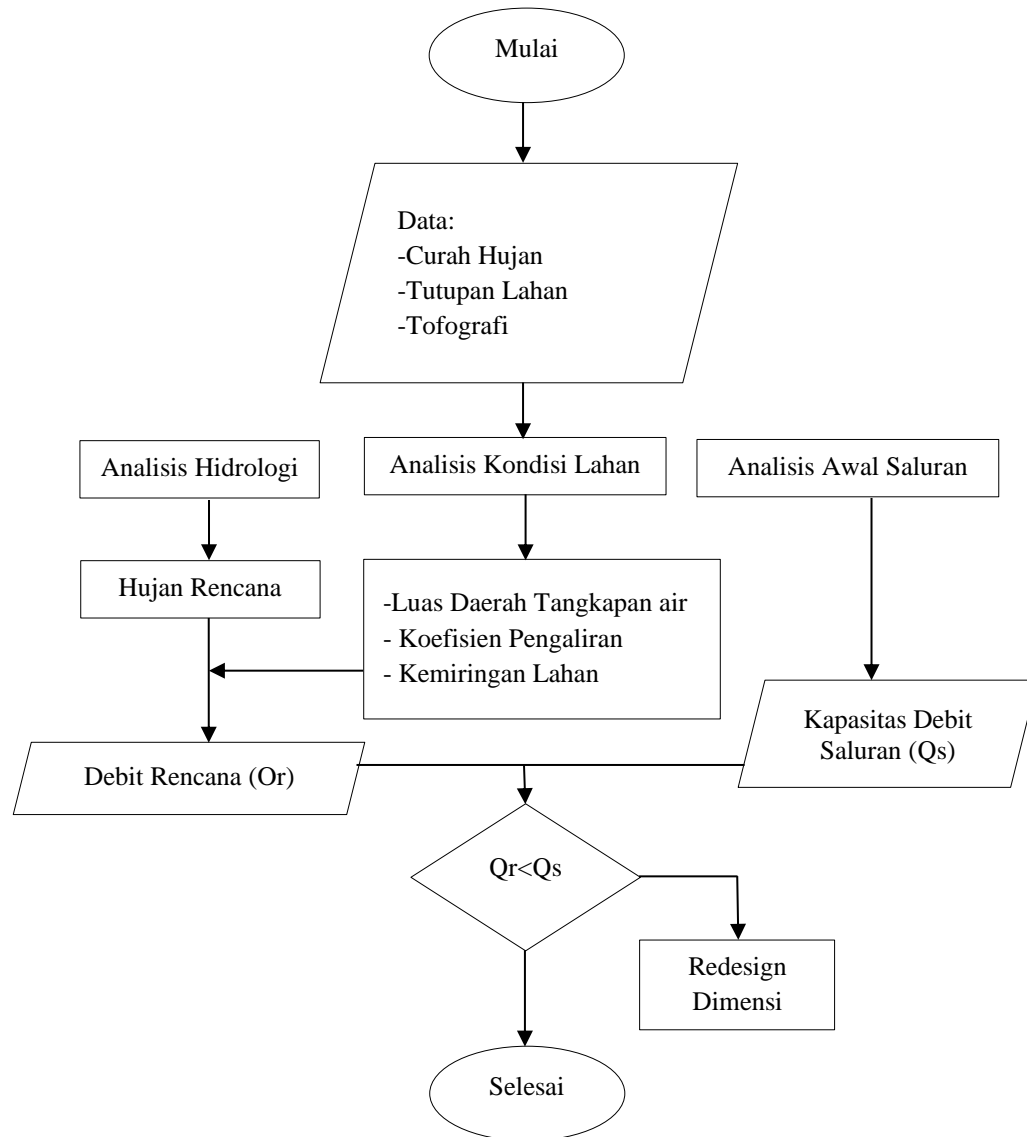 Mulai
Data:
-Curah Hujan
-Tutupan Lahan
-Tofografi
Analisis Hidrologi
Analisis Kondisi Lahan
Analisis Awal Saluran
Hujan Rencana
-Luas Daerah Tangkapan air
- Koefisien Pengaliran
- Kemiringan Lahan
Kapasitas Debit
Saluran (Qs)
Debit Rencana (Or)
Qr<Qs
Redesign
Dimensi
Selesai